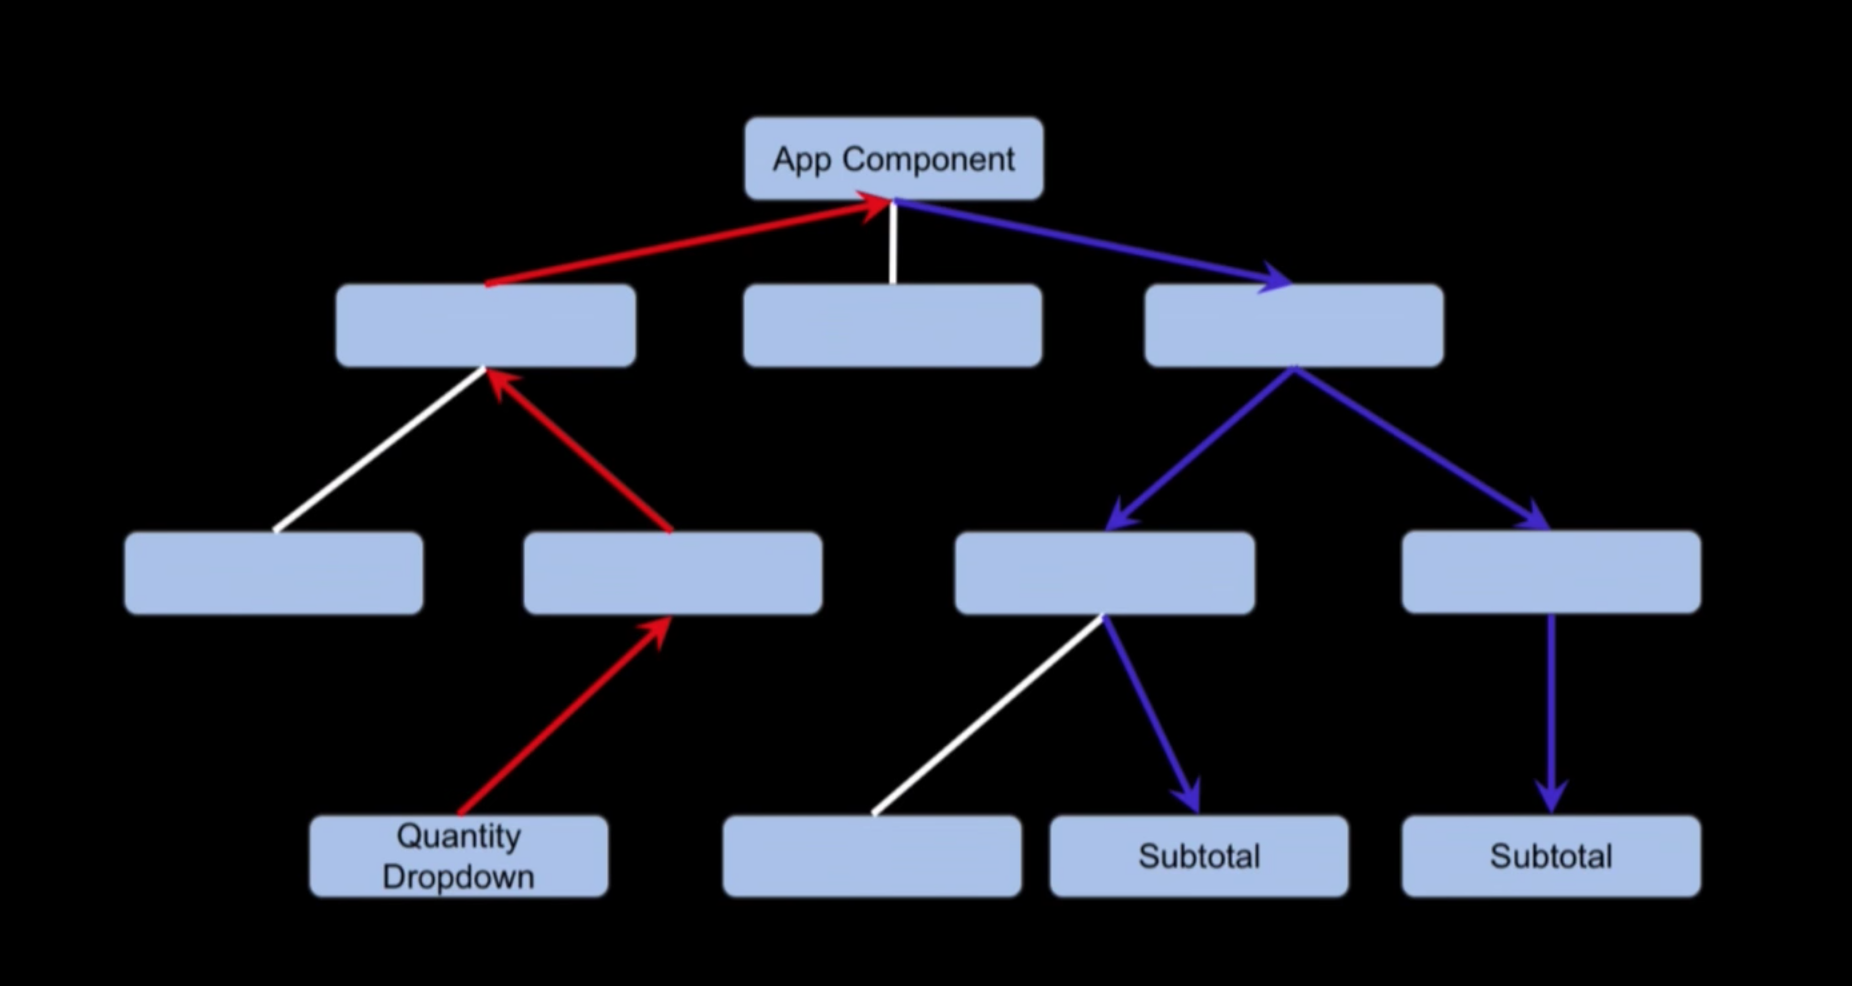 App Component
Quantity
Dropdown
Subtotal
Subtotal